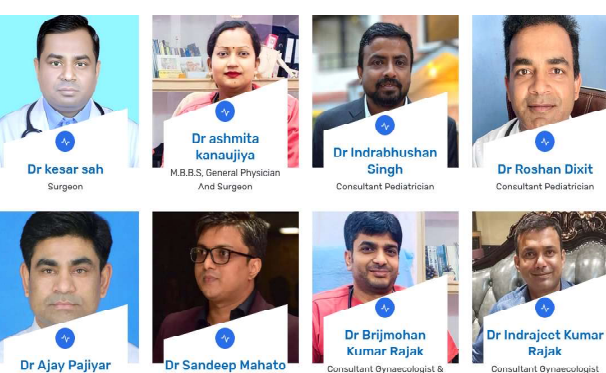 Dr kesar sah
Surgeon
Dr ashmita
kanaujiya
M.B.B.S, General Physician
And Surgeon
Dr Indrabhushan
Singh
Consultant Pediatrician
Dr Roshan Dixit
Consultant Pediatrician
Dr Ajay Pajiyar
Dr Sandeep Mahato
Dr Brijmohan
Kumar Rajak
Consultant Gynaecologist &
Dr Indrajeet Kumar
Rajak
Consultant Gynaecologist